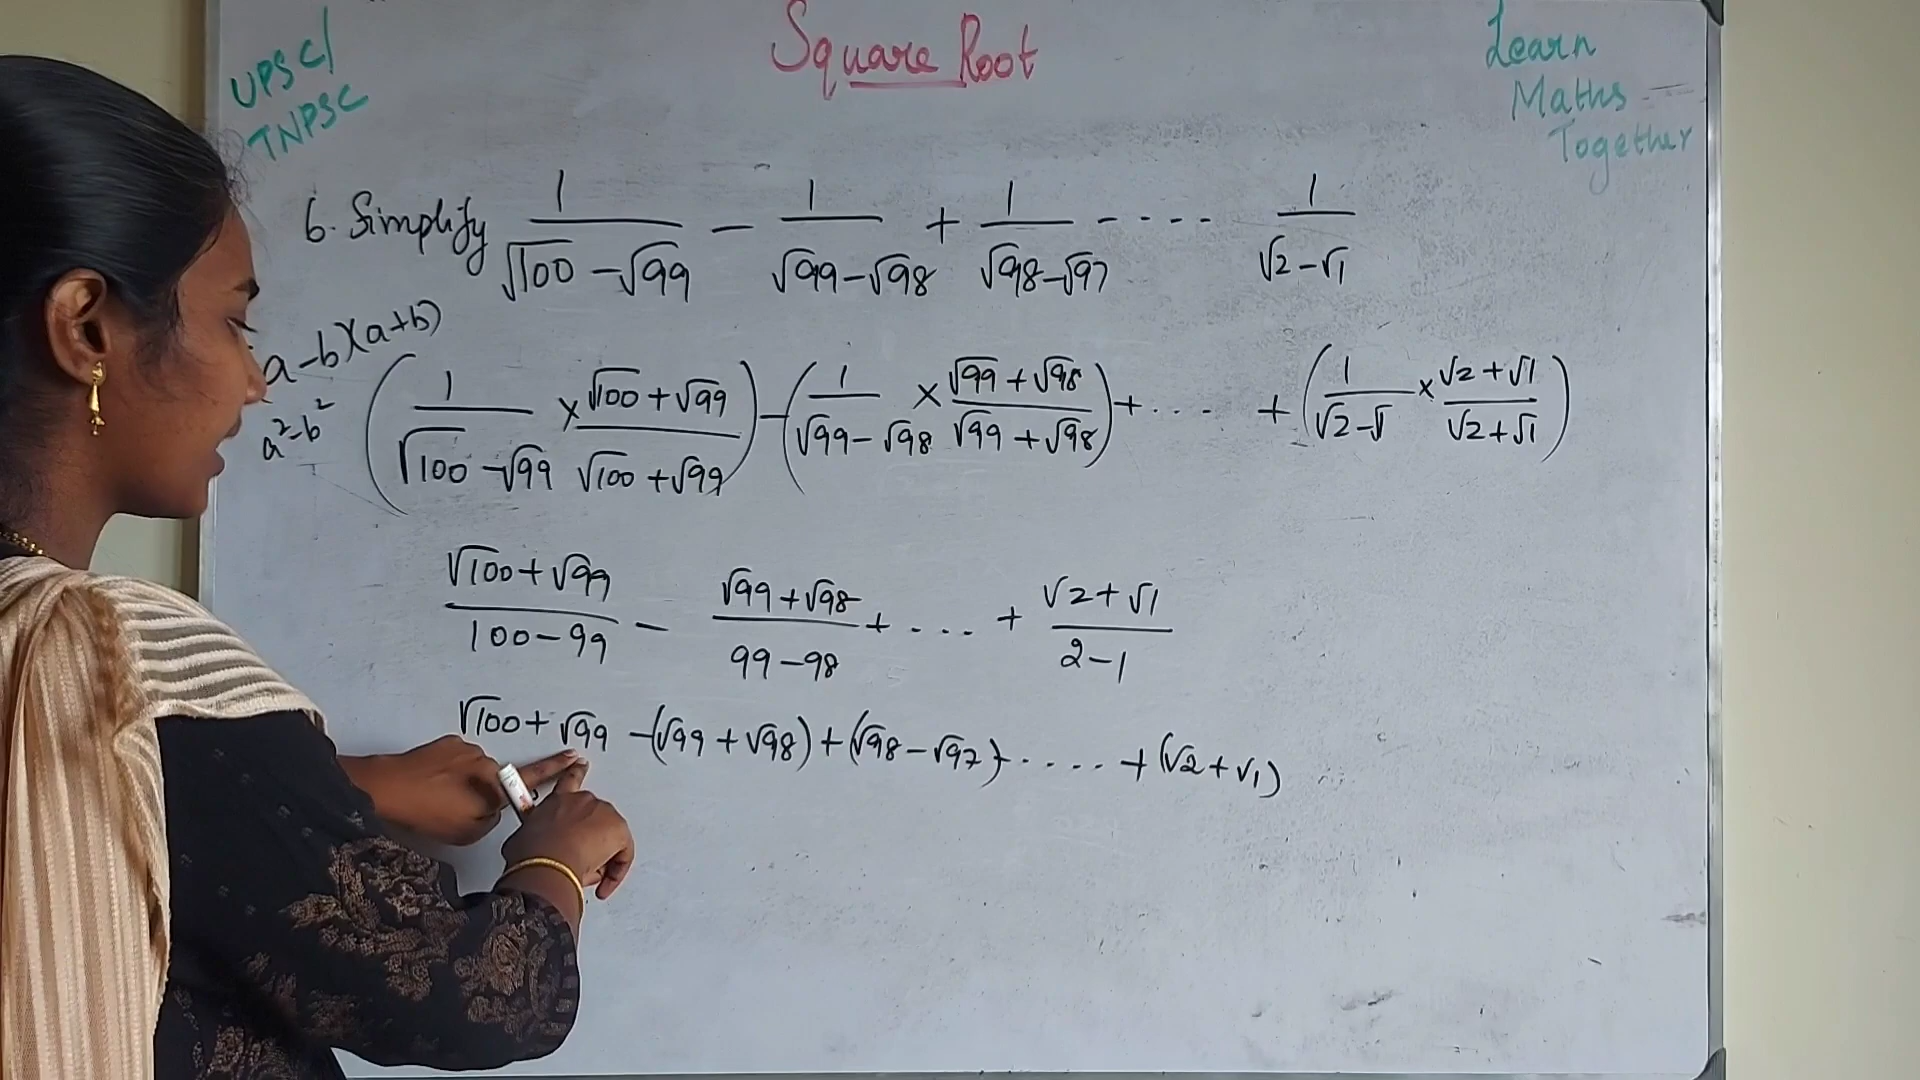 UPSC/
TNPSC
Square Root
Learn
Maths
Together
6. Simplify 1/(√100 - √99) - 1/(√99 - √98) + 1/(√98 - √97) - .... 1/(√2 - √1)
a-b)(a+b)
a² - b²
(1/(√100 - √99) × (√100 + √99)/(√100 + √99)) - (1/(√99 - √98) × (√99 + √98)/(√99 + √98)) + .... + (1/(√2 - √1) × (√2 + √1)/(√2 + √1))
(√100 + √99)/(100 - 99) - (√99 + √98)/(99 - 98) + .... + (√2 + √1)/(2 - 1)
√100 + √99 - (√99 + √98) + (√98 - √97) + ..... + (√2 + √1)